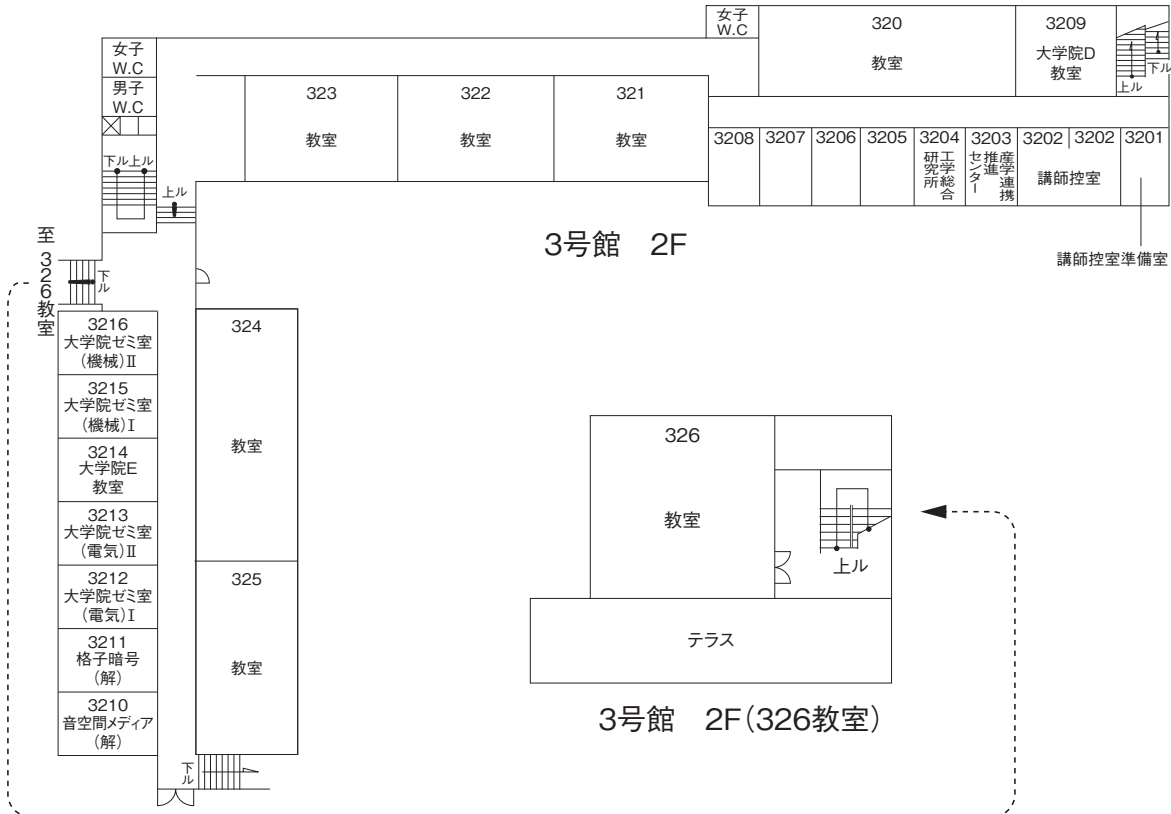 女子
W.C
320
教室
3209
大学院D
教室
上ル
下ル
女子
W.C
男子
W.C
323
教室
322
教室
321
教室
3208
3207
3206
3205
3204
工学総合
研究所
3203
産学連携
推進
センター
3202
3202
講師控室
3201
講師控室準備室
下ル
上ル
上ル
3号館 2F
至
3
2
6
教
室
下ル
3216
大学院ゼミ室
(機械)Ⅱ
3215
大学院ゼミ室
(機械)Ⅰ
3214
大学院E
教室
3213
大学院ゼミ室
(電気)Ⅱ
3212
大学院ゼミ室
(電気)Ⅰ
3211
格子暗号
(解)
3210
音空間メディア
(解)
324
教室
325
教室
下ル
326
教室
上ル
テラス
3号館 2F(326教室)